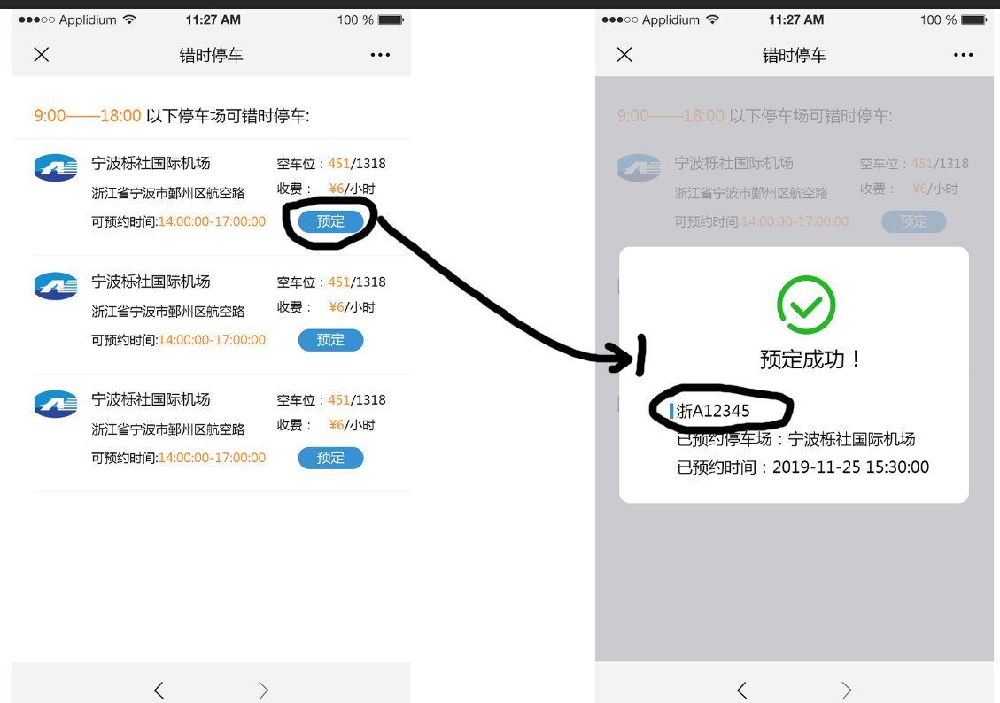 Applidium 11:27 AM 100 %
错时停车
9:00——18:00 以下停车场可错时停车:
宁波栎社国际机场 空车位：451/1318
浙江省宁波市鄞州区航空路 收费： ¥6/小时
可预约时间:14:00:00-17:00:00 预定
宁波栎社国际机场 空车位：451/1318
浙江省宁波市鄞州区航空路 收费： ¥6/小时
可预约时间:14:00:00-17:00:00 预定
宁波栎社国际机场 空车位：451/1318
浙江省宁波市鄞州区航空路 收费： ¥6/小时
可预约时间:14:00:00-17:00:00 预定
Applidium 11:27 AM 100 %
错时停车
9:00——18:00 以下停车场可错时停车:
宁波栎社国际机场 空车位：451/1318
浙江省宁波市鄞州区航空路 收费： ¥6/小时
可预约时间:14:00:00-17:00:00 预定
预定成功！
浙A12345
已预约停车场：宁波栎社国际机场
已预约时间：2019-11-25 15:30:00